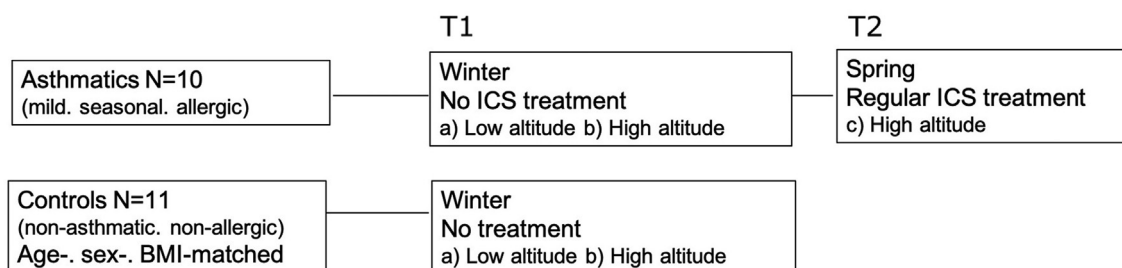 T1
T2
Asthmatics N=10
(mild. seasonal. allergic)
Winter
No ICS treatment
a) Low altitude b) High altitude
Spring
Regular ICS treatment
c) High altitude
Controls N=11
(non-asthmatic. non-allergic)
Age-. sex-. BMI-matched
Winter
No treatment
a) Low altitude b) High altitude